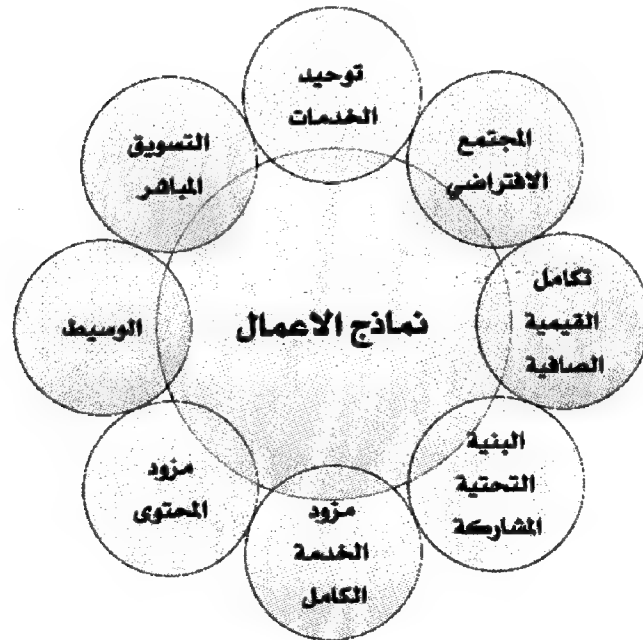 توحيد
الخدمات
المجتمع
الافتراضي
تكامل
القيمية
الصافية
البنية
التحتية
المشاركة
مزود
الخدمة
الكامل
مزود
المحتوى
الوسيط
التسويق
المباشر
نماذج الاعمال